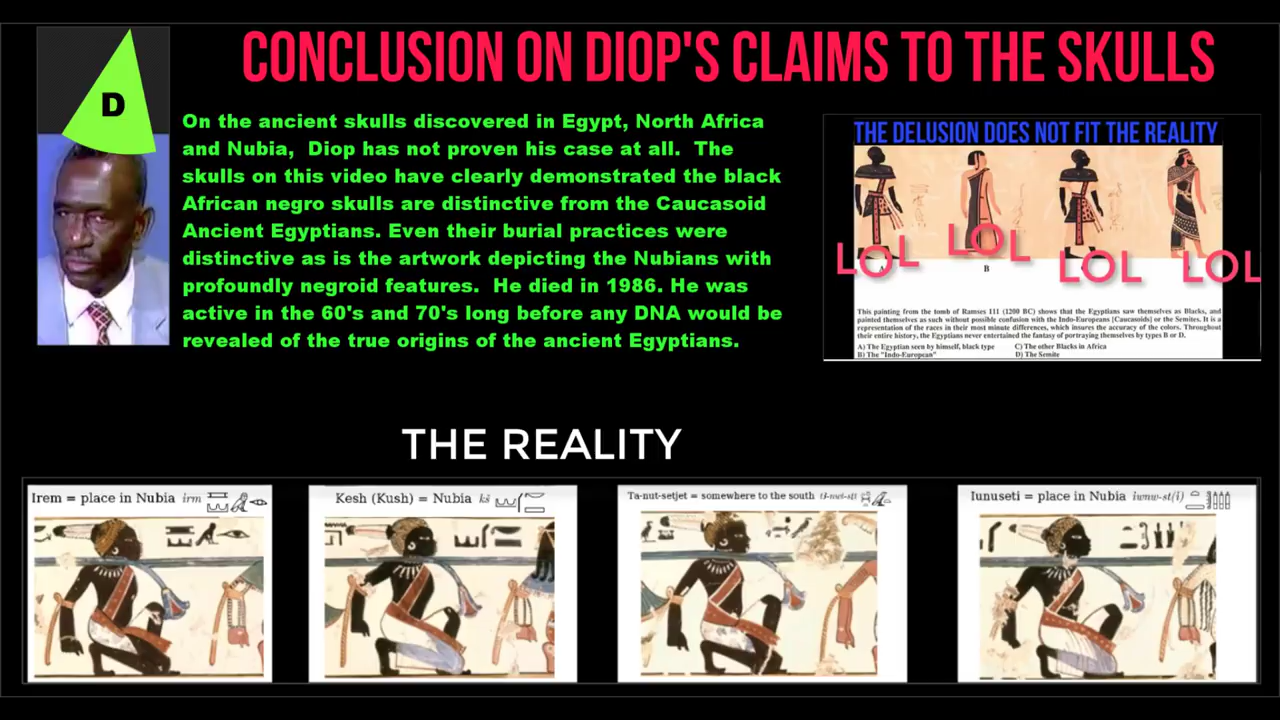 CONCLUSION ON DIOP'S CLAIMS TO THE SKULLS
D
On the ancient skulls discovered in Egypt, North Africa
and Nubia,  Diop has not proven his case at all.  The
skulls on this video have clearly demonstrated the black
African negro skulls are distinctive from the Caucasoid
Ancient Egyptians. Even their burial practices were
distinctive as is the artwork depicting the Nubians with
profoundly negroid features.  He died in 1986. He was
active in the 60's and 70's long before any DNA would be
revealed of the true origins of the ancient Egyptians.
THE DELUSION DOES NOT FIT THE REALITY
LOL LOL LOL LOL
B
This painting from the tomb of Ramses 111 (1200 BC) shows that the Egyptians saw themselves as Blacks, and
painted themselves as such without possible confusion with the Indo-Europeans [Caucasoids] or the Semites. It is a
representation of the races in their most minute differences, which insures the accuracy of the colors. Throughout
their entire history, the Egyptians never entertained the fantasy of portraying themselves by types B or D.
A) The Egyptian seen by himself, black type
C) The other Blacks in Africa
B) The "Indo-European"
D) The Semite
THE REALITY
Irem = place in Nubia irm
Kesh (Kush) = Nubia kš
Ta-nut-setjet = somewhere to the south
Iunuseti = place in Nubia iwnw-st(i)